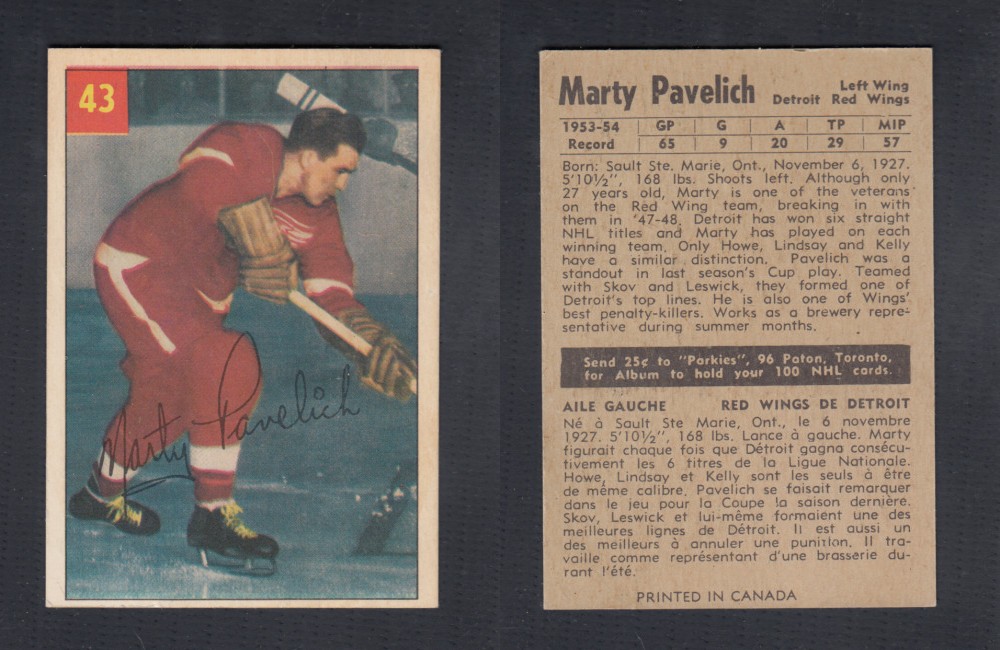 43
Marty Pavelich
Marty Pavelich Left Wing
Detroit Red Wings
1953-54 GP G A TP MIP
Record 65 9 20 29 57
Born: Sault Ste. Marie, Ont., November 6, 1927.
5'10½", 168 lbs. Shoots left. Although only
27 years old, Marty is one of the veterans
on the Red Wing team, breaking in with
them in '47-48. Detroit has won six straight
NHL titles and Marty has played on each
winning team. Only Howe, Lindsay and Kelly
have a similar distinction. Pavelich was a
standout in last season's Cup play. Teamed
with Skov and Leswick, they formed one of
Detroit's top lines. He is also one of Wings'
best penalty-killers. Works as a brewery repre-
sentative during summer months.
Send 25¢ to "Parkies", 96 Paton, Toronto,
for Album to hold your 100 NHL cards.
AILE GAUCHE RED WINGS DE DETROIT
Né à Sault Ste Marie, Ont., le 6 novembre
1927. 5'10½", 168 lbs. Lance à gauche. Marty
figurait chaque fois que Détroit gagna consécu-
tivement les 6 titres de la Ligue Nationale.
Howe, Lindsay et Kelly sont les seuls à être
de même calibre. Pavelich se faisait remarquer
dans le jeu pour la Coupe la saison dernière.
Skov, Leswick et lui-même formaient une des
meilleures lignes de Détroit. Il est aussi un
des meilleurs à annuler une punition. Il tra-
vaille comme représentant d'une brasserie du-
rant l'été.
PRINTED IN CANADA